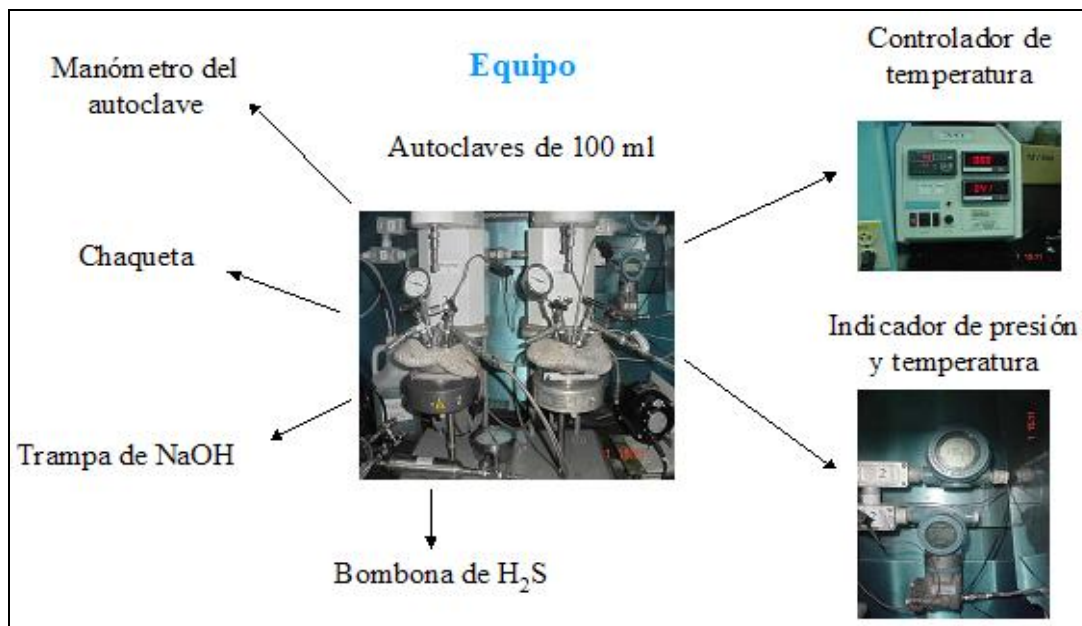 Equipo
Manómetro del
autoclave
Autoclaves de 100 ml
Controlador de
temperatura
Chaqueta
Indicador de presión
y temperatura
Trampa de NaOH
Bombona de H₂S
2